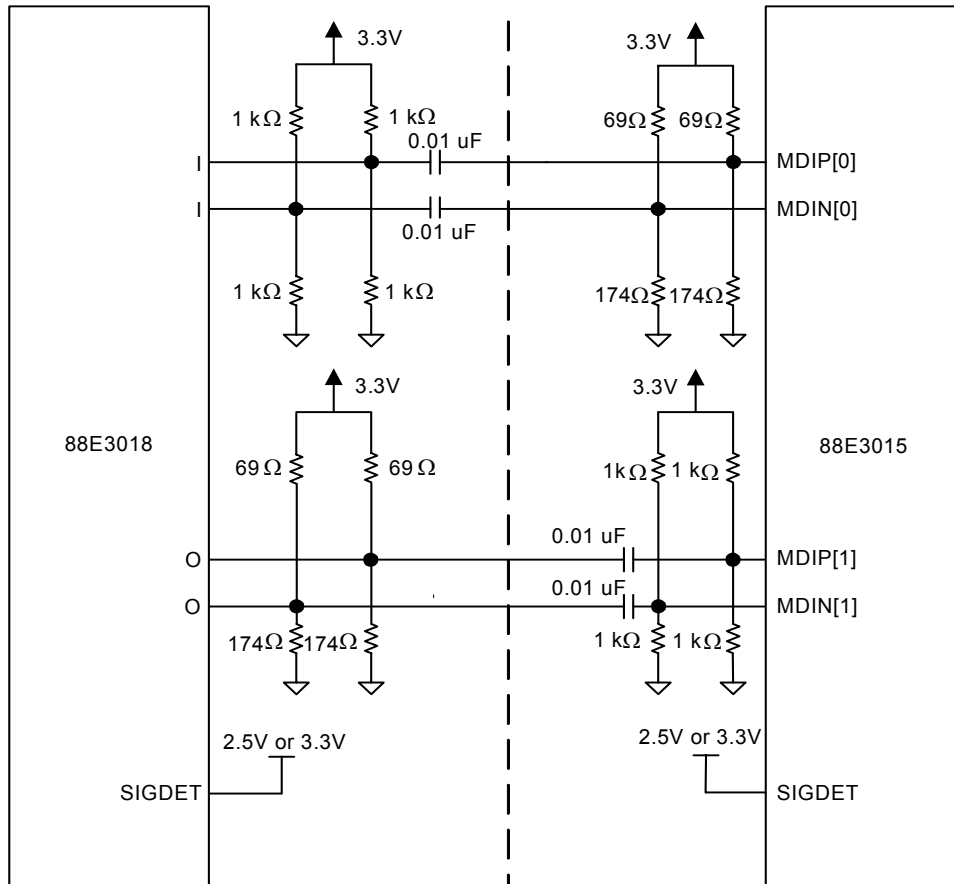 3.3V
3.3V
1 kΩ
1 kΩ
69Ω
69Ω
0.01 uF
I
MDIP[0]
I
MDIN[0]
0.01 uF
1 kΩ
1 kΩ
174Ω
174Ω
3.3V
3.3V
88E3018
88E3015
69 Ω
69 Ω
1kΩ
1 kΩ
0.01 uF
O
MDIP[1]
0.01 uF
O
MDIN[1]
174Ω
174Ω
1 kΩ
1 kΩ
2.5V or 3.3V
2.5V or 3.3V
SIGDET
SIGDET